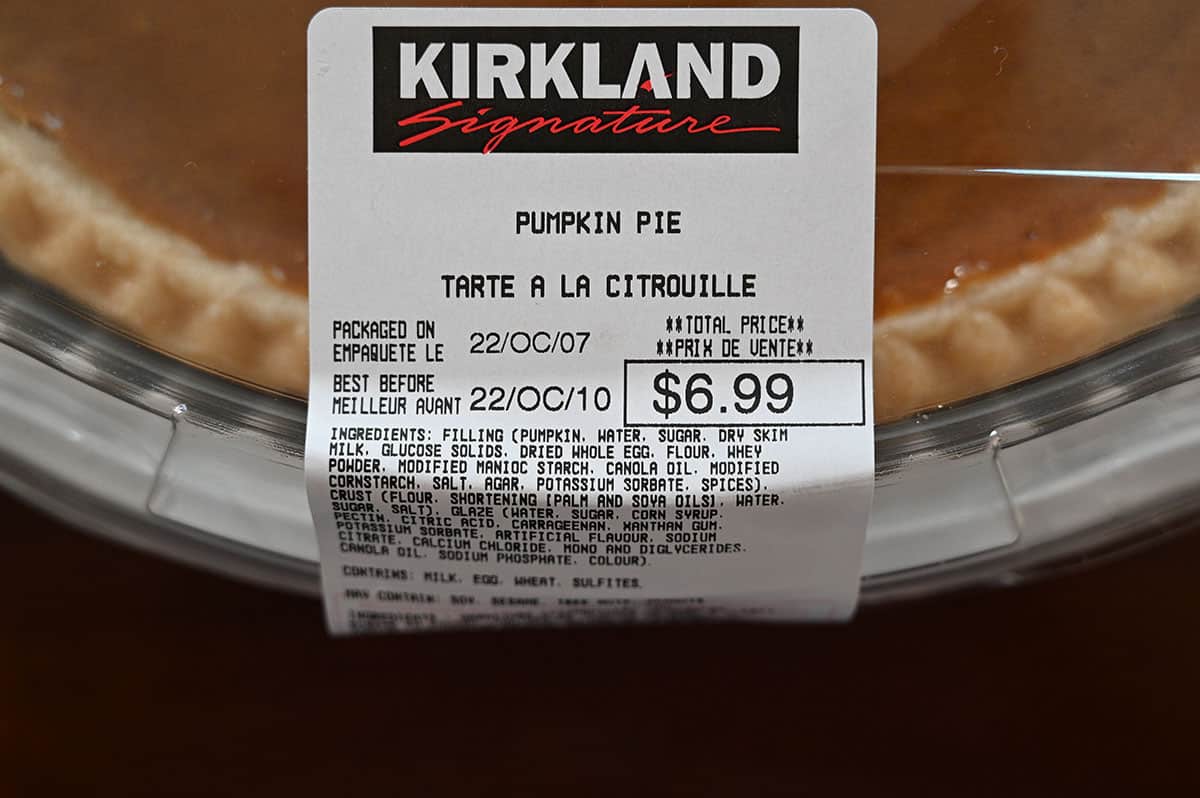 KIRKLAND
Signature
PUMPKIN PIE
TARTE A LA CITROUILLE
PACKAGED ON
EMPAQUETE LE 22/OC/07
**TOTAL PRICE**
**PRIX DE VENTE**
BEST BEFORE
MEILLEUR AVANT 22/OC/10
$6.99
INGREDIENTS: FILLING (PUMPKIN, WATER, SUGAR, DRY SKIM
MILK, GLUCOSE SOLIDS, DRIED WHOLE EGG, FLOUR, WHEY
POWDER, MODIFIED MANIOC STARCH, CANOLA OIL, MODIFIED
CORNSTARCH, SALT, AGAR, POTASSIUM SORBATE, SPICES).
CRUST (FLOUR, SHORTENING [PALM AND SOYA OILS], WATER,
SUGAR, SALT). GLAZE (WATER, SUGAR, CORN SYRUP,
PECTIN, CITRIC ACID, CARRAGEENAN, XANTHAN GUM,
POTASSIUM SORBATE, ARTIFICIAL FLAVOUR, SODIUM
CITRATE, CALCIUM CHLORIDE, MONO AND DIGLYCERIDES,
CANOLA OIL, SODIUM PHOSPHATE, COLOUR).
CONTAINS: MILK, EGG, WHEAT, SULFITES.
MAY CONTAIN: SOY, SESAME, TREE NUTS, PEANUTS